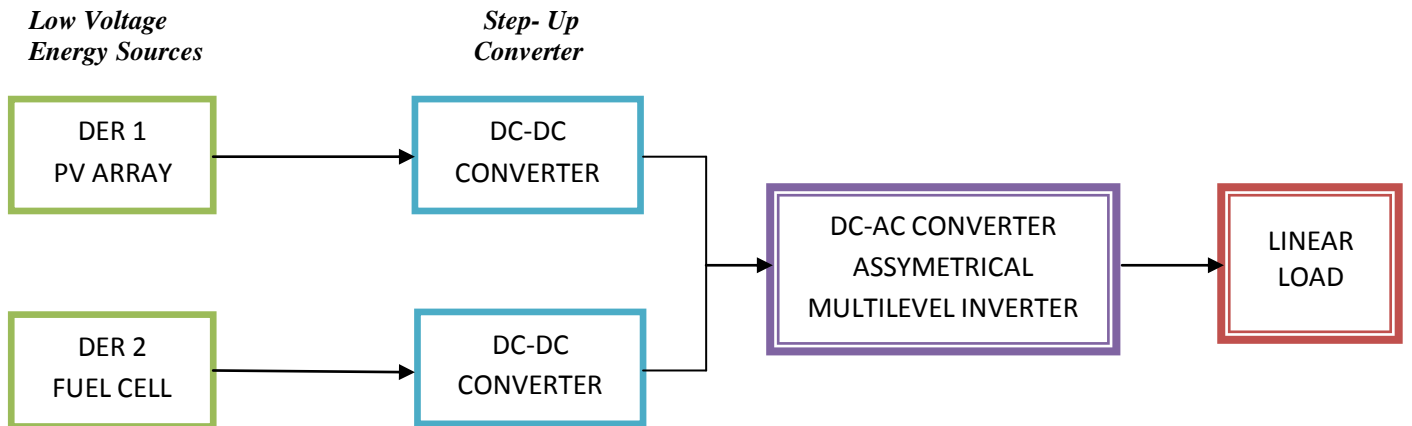 Low Voltage
Energy Sources
Step- Up
Converter
DER 1
PV ARRAY
DC-DC
CONVERTER
DC-AC CONVERTER
ASSYMETRICAL
MULTILEVEL INVERTER
LINEAR
LOAD
DER 2
FUEL CELL
DC-DC
CONVERTER